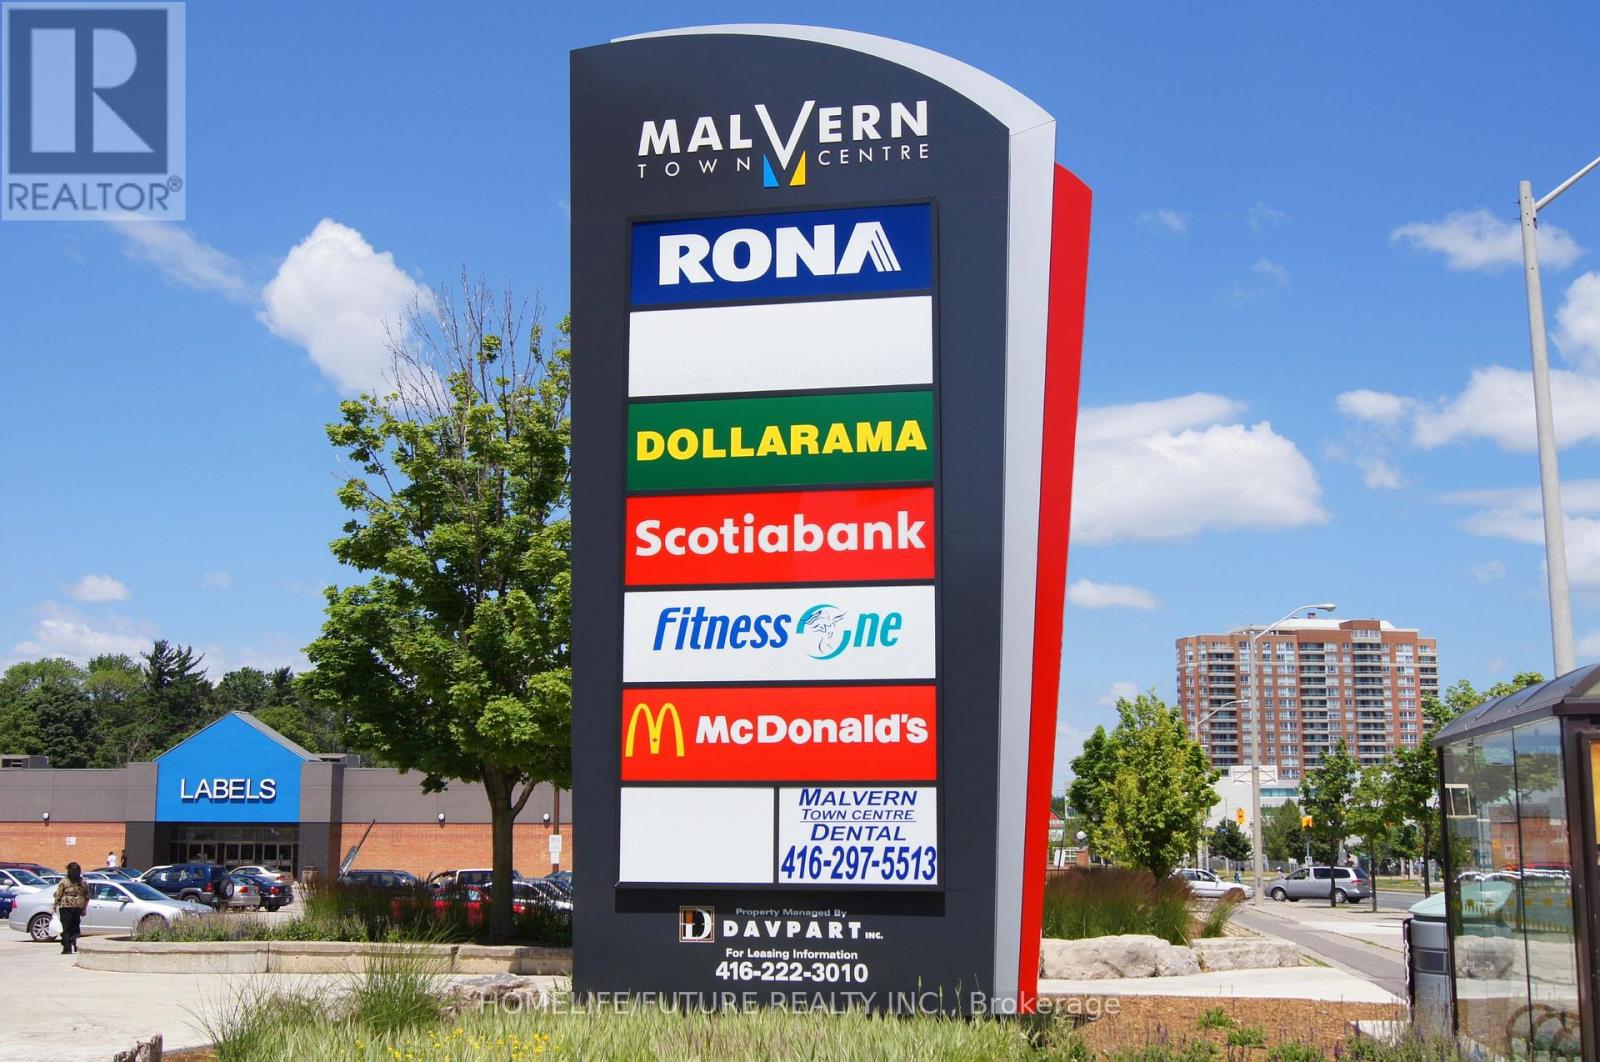 R
REALTOR®
MALVERN
TOWN CENTRE
RONA
DOLLARAMA
Scotiabank
Fitness One
McDonald's
MALVERN
TOWN CENTRE
DENTAL
416-297-5513
LABELS
Property Managed By
D DAVPART INC.
For Leasing Information
416-222-3010
HOMELIFE/FUTURE REALTY INC., Brokerage